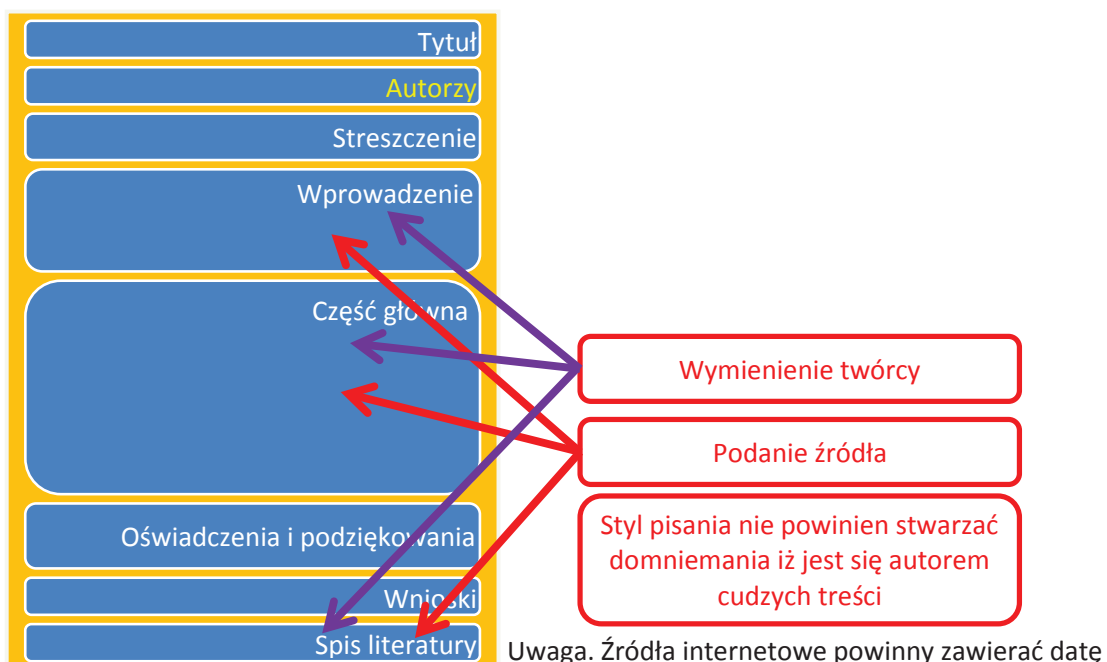 Tytuł
Autorzy
Streszczenie
Wprowadzenie
Część główna
Oświadczenia i podziękowania
Wnioski
Spis literatury
Wymienienie twórcy
Podanie źródła
Styl pisania nie powinien stwarzać
domniemania iż jest się autorem
cudzych treści
Uwaga. Źródła internetowe powinny zawierać datę